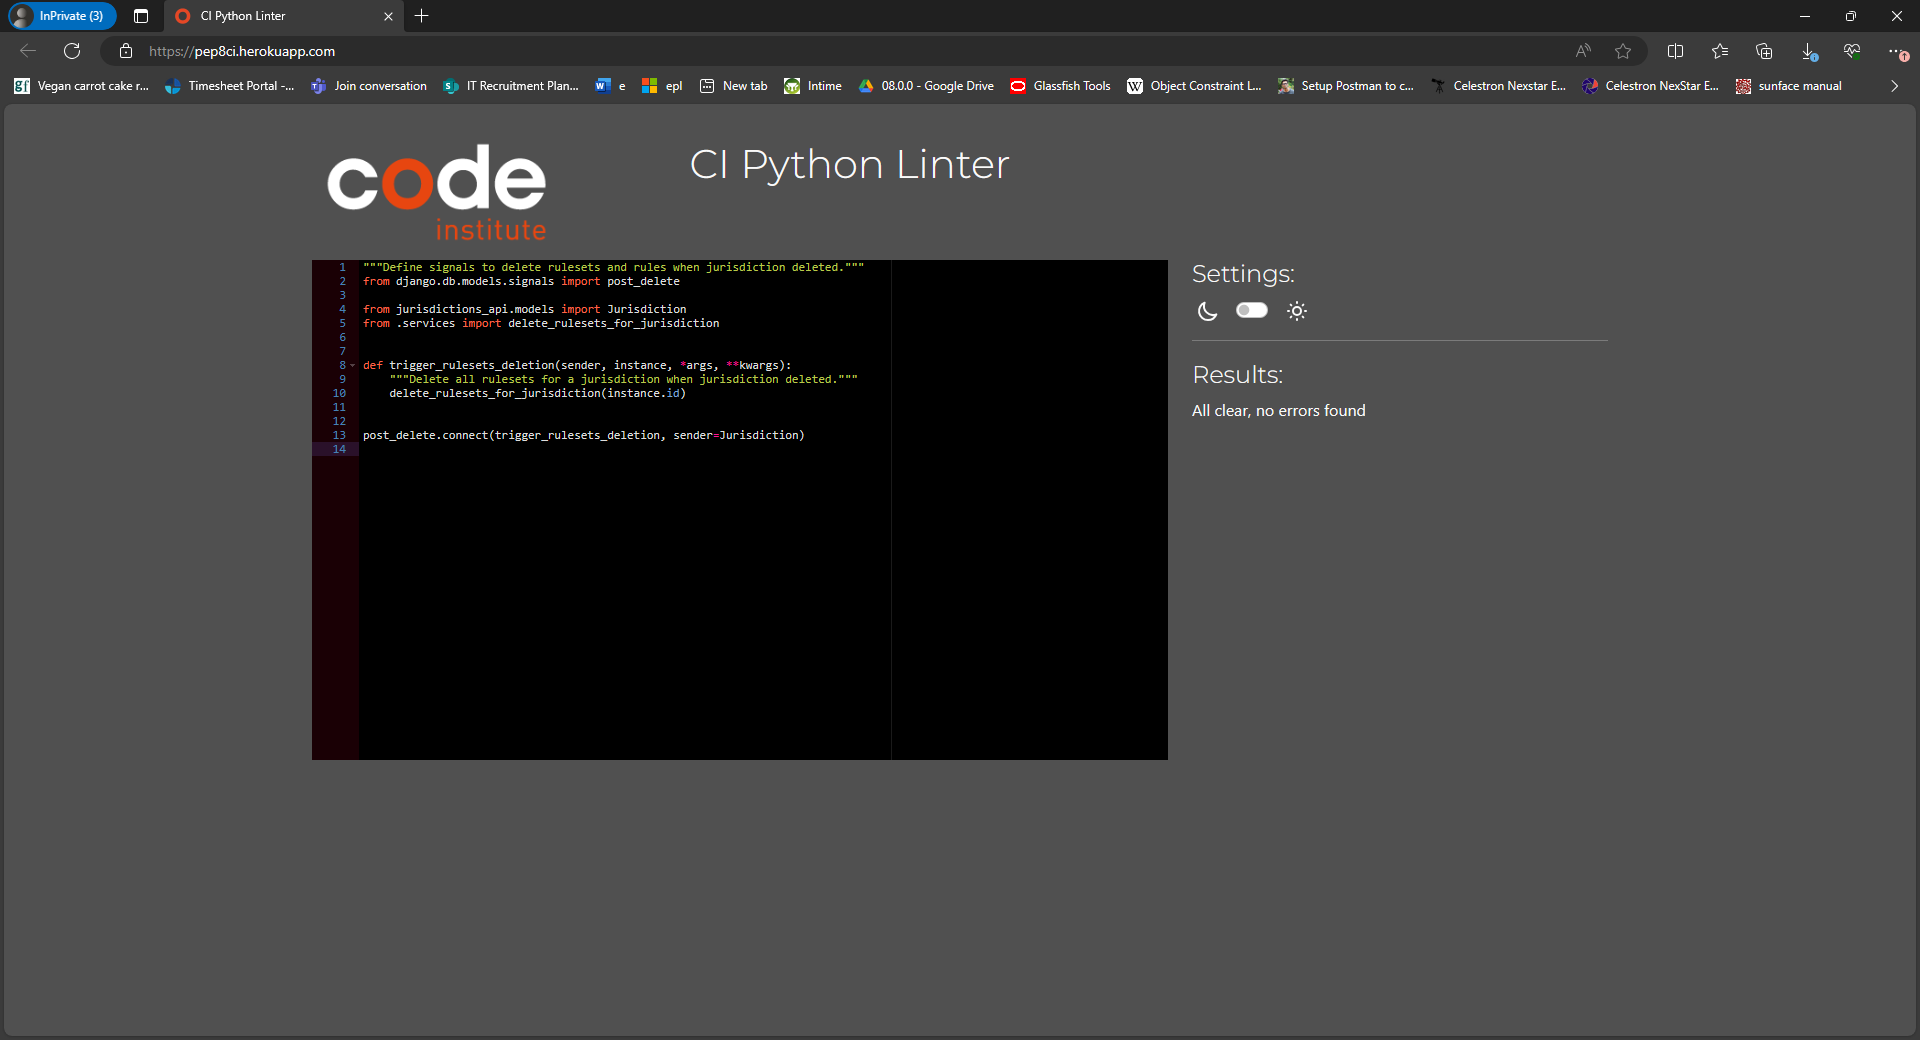 InPrivate (3)
CI Python Linter
https://pep8ci.herokuapp.com
gf Vegan carrot cake r... Timesheet Portal -... Join conversation IT Recruitment Plan... e epl New tab Intime 08.0.0 - Google Drive Glassfish Tools W Object Constraint L... Setup Postman to c... Celestron Nexstar E... Celestron NexStar E... sunface manual
code
institute
CI Python Linter
1 """Define signals to delete rulesets and rules when jurisdiction deleted."""
2 from django.db.models.signals import post_delete
3
4 from jurisdictions_api.models import Jurisdiction
5 from .services import delete_rulesets_for_jurisdiction
6
7
8 def trigger_rulesets_deletion(sender, instance, *args, **kwargs):
9 """Delete all rulesets for a jurisdiction when jurisdiction deleted."""
10 delete_rulesets_for_jurisdiction(instance.id)
11
12
13 post_delete.connect(trigger_rulesets_deletion, sender=Jurisdiction)
14
Settings:
Results:
All clear, no errors found